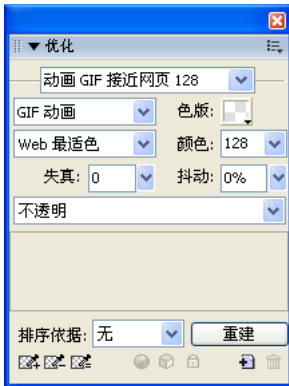 优化
动画 GIF 接近网页 128
GIF 动画 色版:
Web 最适色 颜色: 128
失真: 0 抖动: 0%
不透明
排序依据: 无 重建